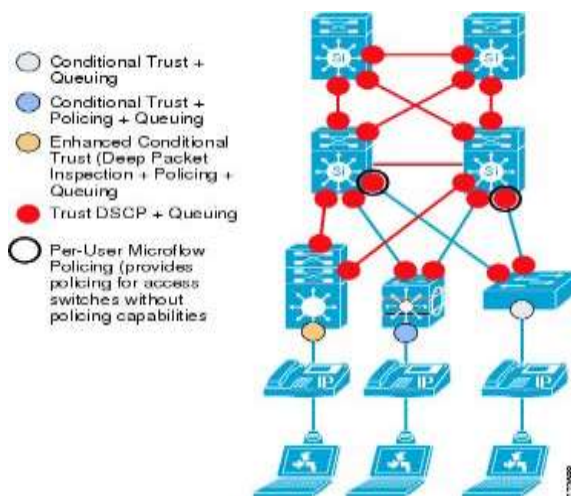 Conditional Trust +
Queuing
Conditional Trust +
Policing + Queuing
Enhanced Conditional
Trust (Deep Packet
Inspection + Policing +
Queuing
Trust DSCP + Queuing
Per-User Microflow
Policing (provides
policing for access
switches without
policing capabilities
SI
SI
SI
SI
IP
IP
IP